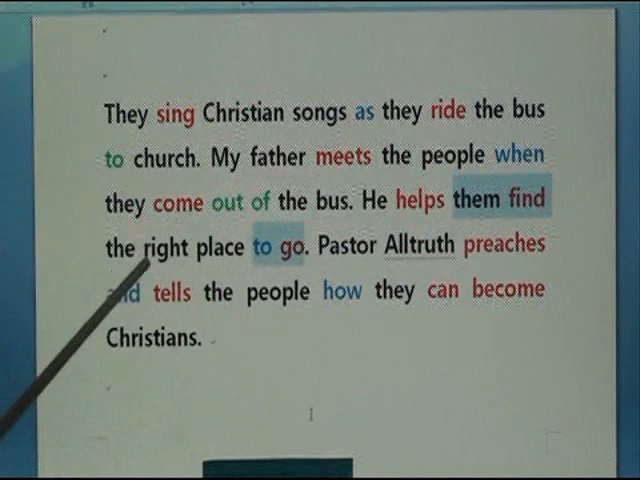 They sing Christian songs as they ride the bus
to church. My father meets the people when
they come out of the bus. He helps them find
the right place to go. Pastor Alltruth preaches
and tells the people how they can become
Christians.